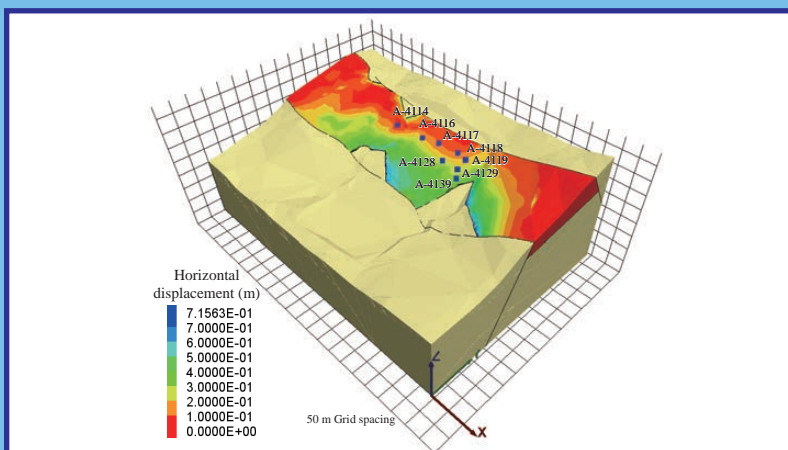 A-4114
A-4116
A-4117
A-4118
A-4128
A-4119
A-4129
A-4139
Horizontal
displacement (m)
7.1563E-01
7.0000E-01
6.0000E-01
5.0000E-01
4.0000E-01
3.0000E-01
2.0000E-01
1.0000E-01
0.0000E+00
50 m Grid spacing
Z
X